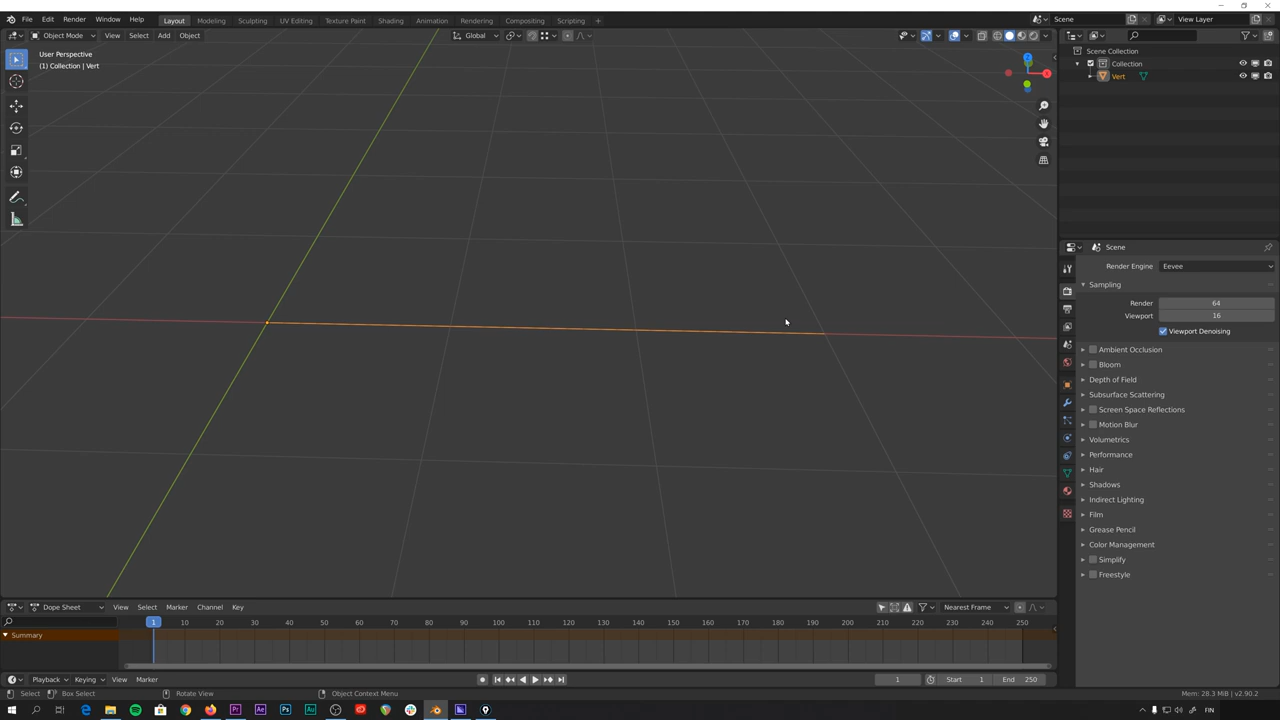 File Edit Render Window Help Layout Modeling Sculpting UV Editing Texture Paint Shading Animation Rendering Compositing Scripting + Scene View Layer
Object Mode View Select Add Object Global
User Perspective
(1) Collection | Vert
Z
X
Scene Collection
Collection
Vert
Scene
Render Engine Eevee
Sampling
Render 64
Viewport 16
Viewport Denoising
Ambient Occlusion
Bloom
Depth of Field
Subsurface Scattering
Screen Space Reflections
Motion Blur
Volumetrics
Performance
Hair
Shadows
Indirect Lighting
Film
Grease Pencil
Color Management
Simplify
Freestyle
Dope Sheet View Select Marker Channel Key Nearest Frame
1 10 20 30 40 50 60 70 80 90 100 110 120 130 140 150 160 170 180 190 200 210 220 230 240 250
Summary
Playback Keying View Marker 1 Start 1 End 250
Select Box Select Rotate View Object Context Menu Mem: 28.3 MiB | v2.90.2
Pr Ae Ps Au FIN